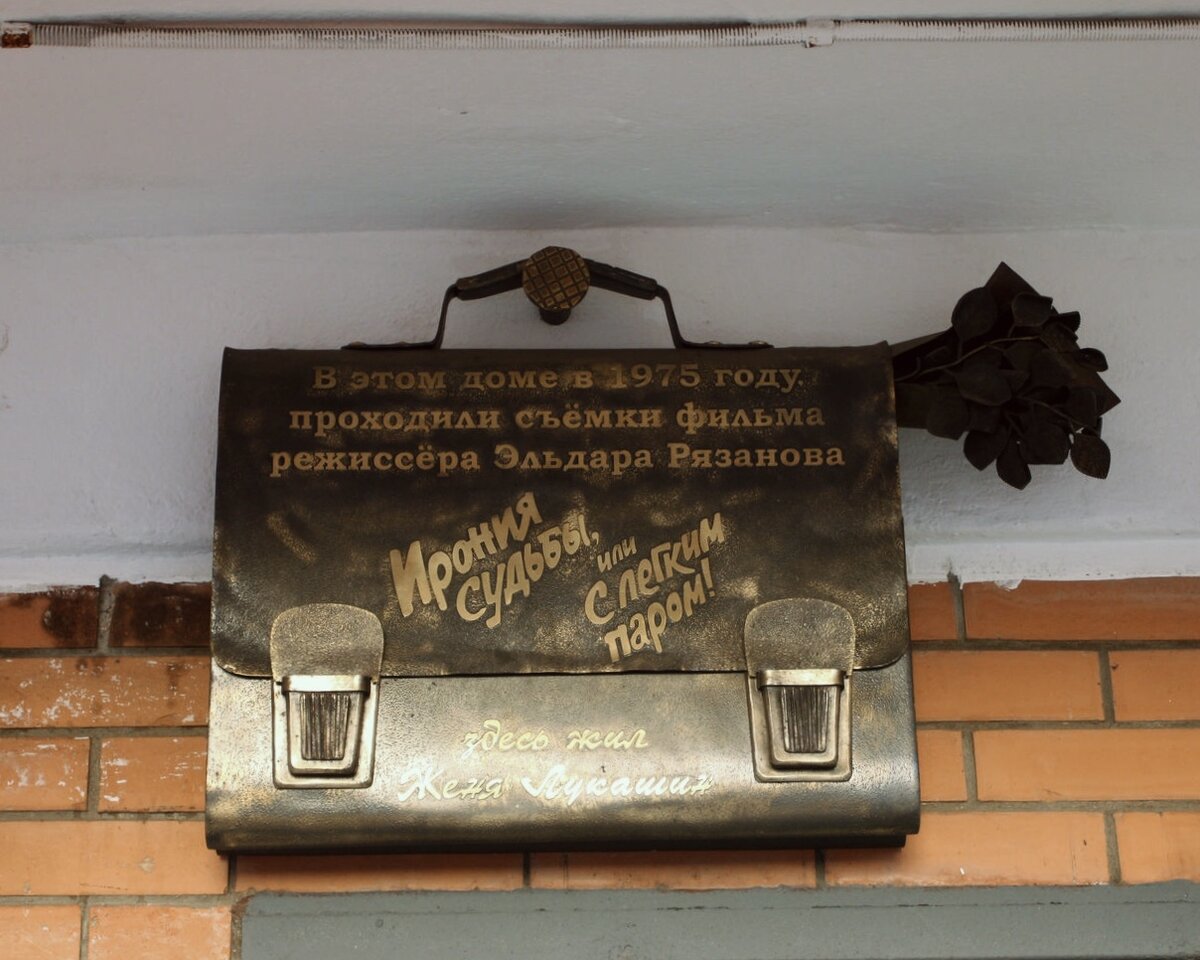 В этом доме в 1975 году.
проходили съёмки фильма
режиссёра Эльдара Рязанова
Ирония
судьбы,
или
С легким
паром!
здесь жил
Женя Лукашин